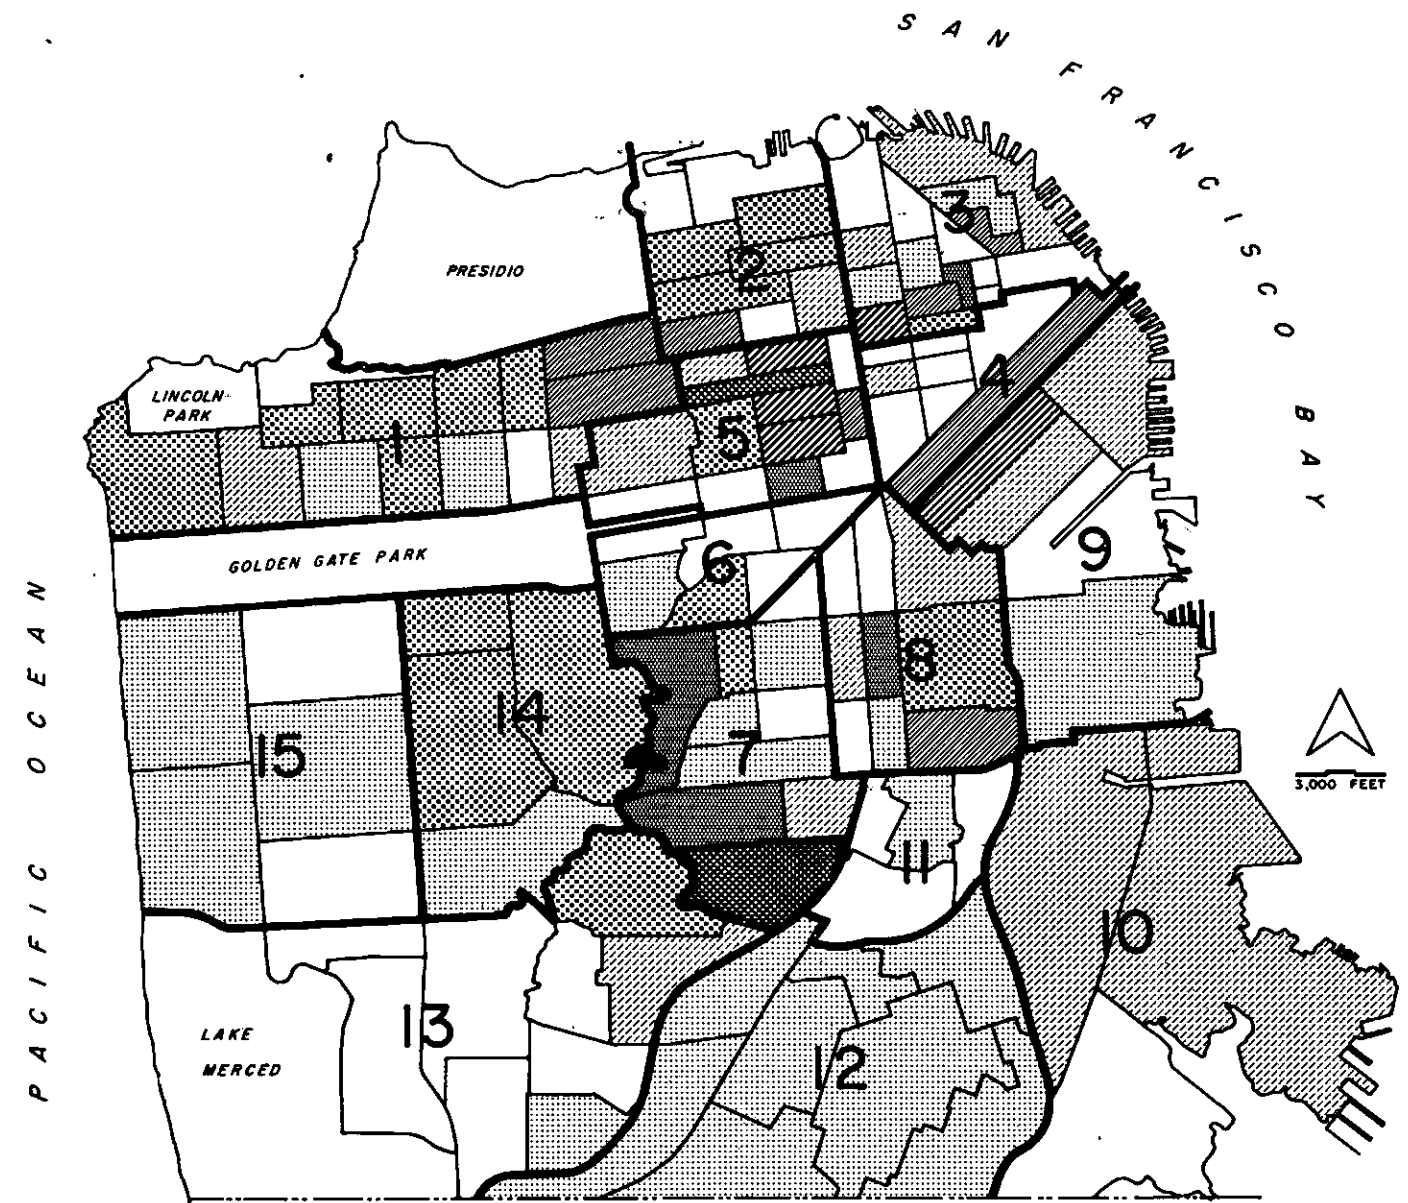 SAN FRANCISCO BAY
PRESIDIO
3
2
LINCOLN
PARK
4
1
5
GOLDEN GATE PARK
6
9
8
PACIFIC OCEAN
14
15
7
3,000 FEET
11
10
13
LAKE
MERCED
12